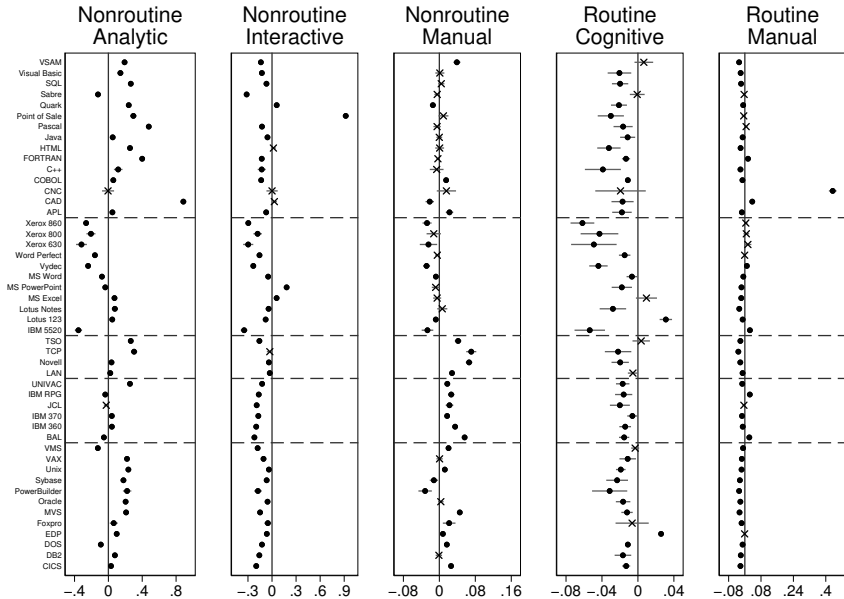 Nonroutine Analytic
Nonroutine Interactive
Nonroutine Manual
Routine Cognitive
Routine Manual
VSAM
Visual Basic
SQL
Sabre
Quark
Point of Sale
Pascal
Java
HTML
FORTRAN
C++
COBOL
CNC
CAD
APL
Xerox 860
Xerox 800
Xerox 630
Word Perfect
Vydec
MS Word
MS PowerPoint
MS Excel
Lotus Notes
Lotus 123
IBM 5520
TSO
TCP
Novell
LAN
UNIVAC
IBM RPG
JCL
IBM 370
IBM 360
BAL
VMS
VAX
Unix
Sybase
PowerBuilder
Oracle
MVS
Foxpro
EDP
DOS
DB2
CICS
-.4 0 .4 .8
-.3 0 .3 .6 .9
-.08 0 .08 .16
-.08 -.04 0 .04
-.08 .08 .24 .4